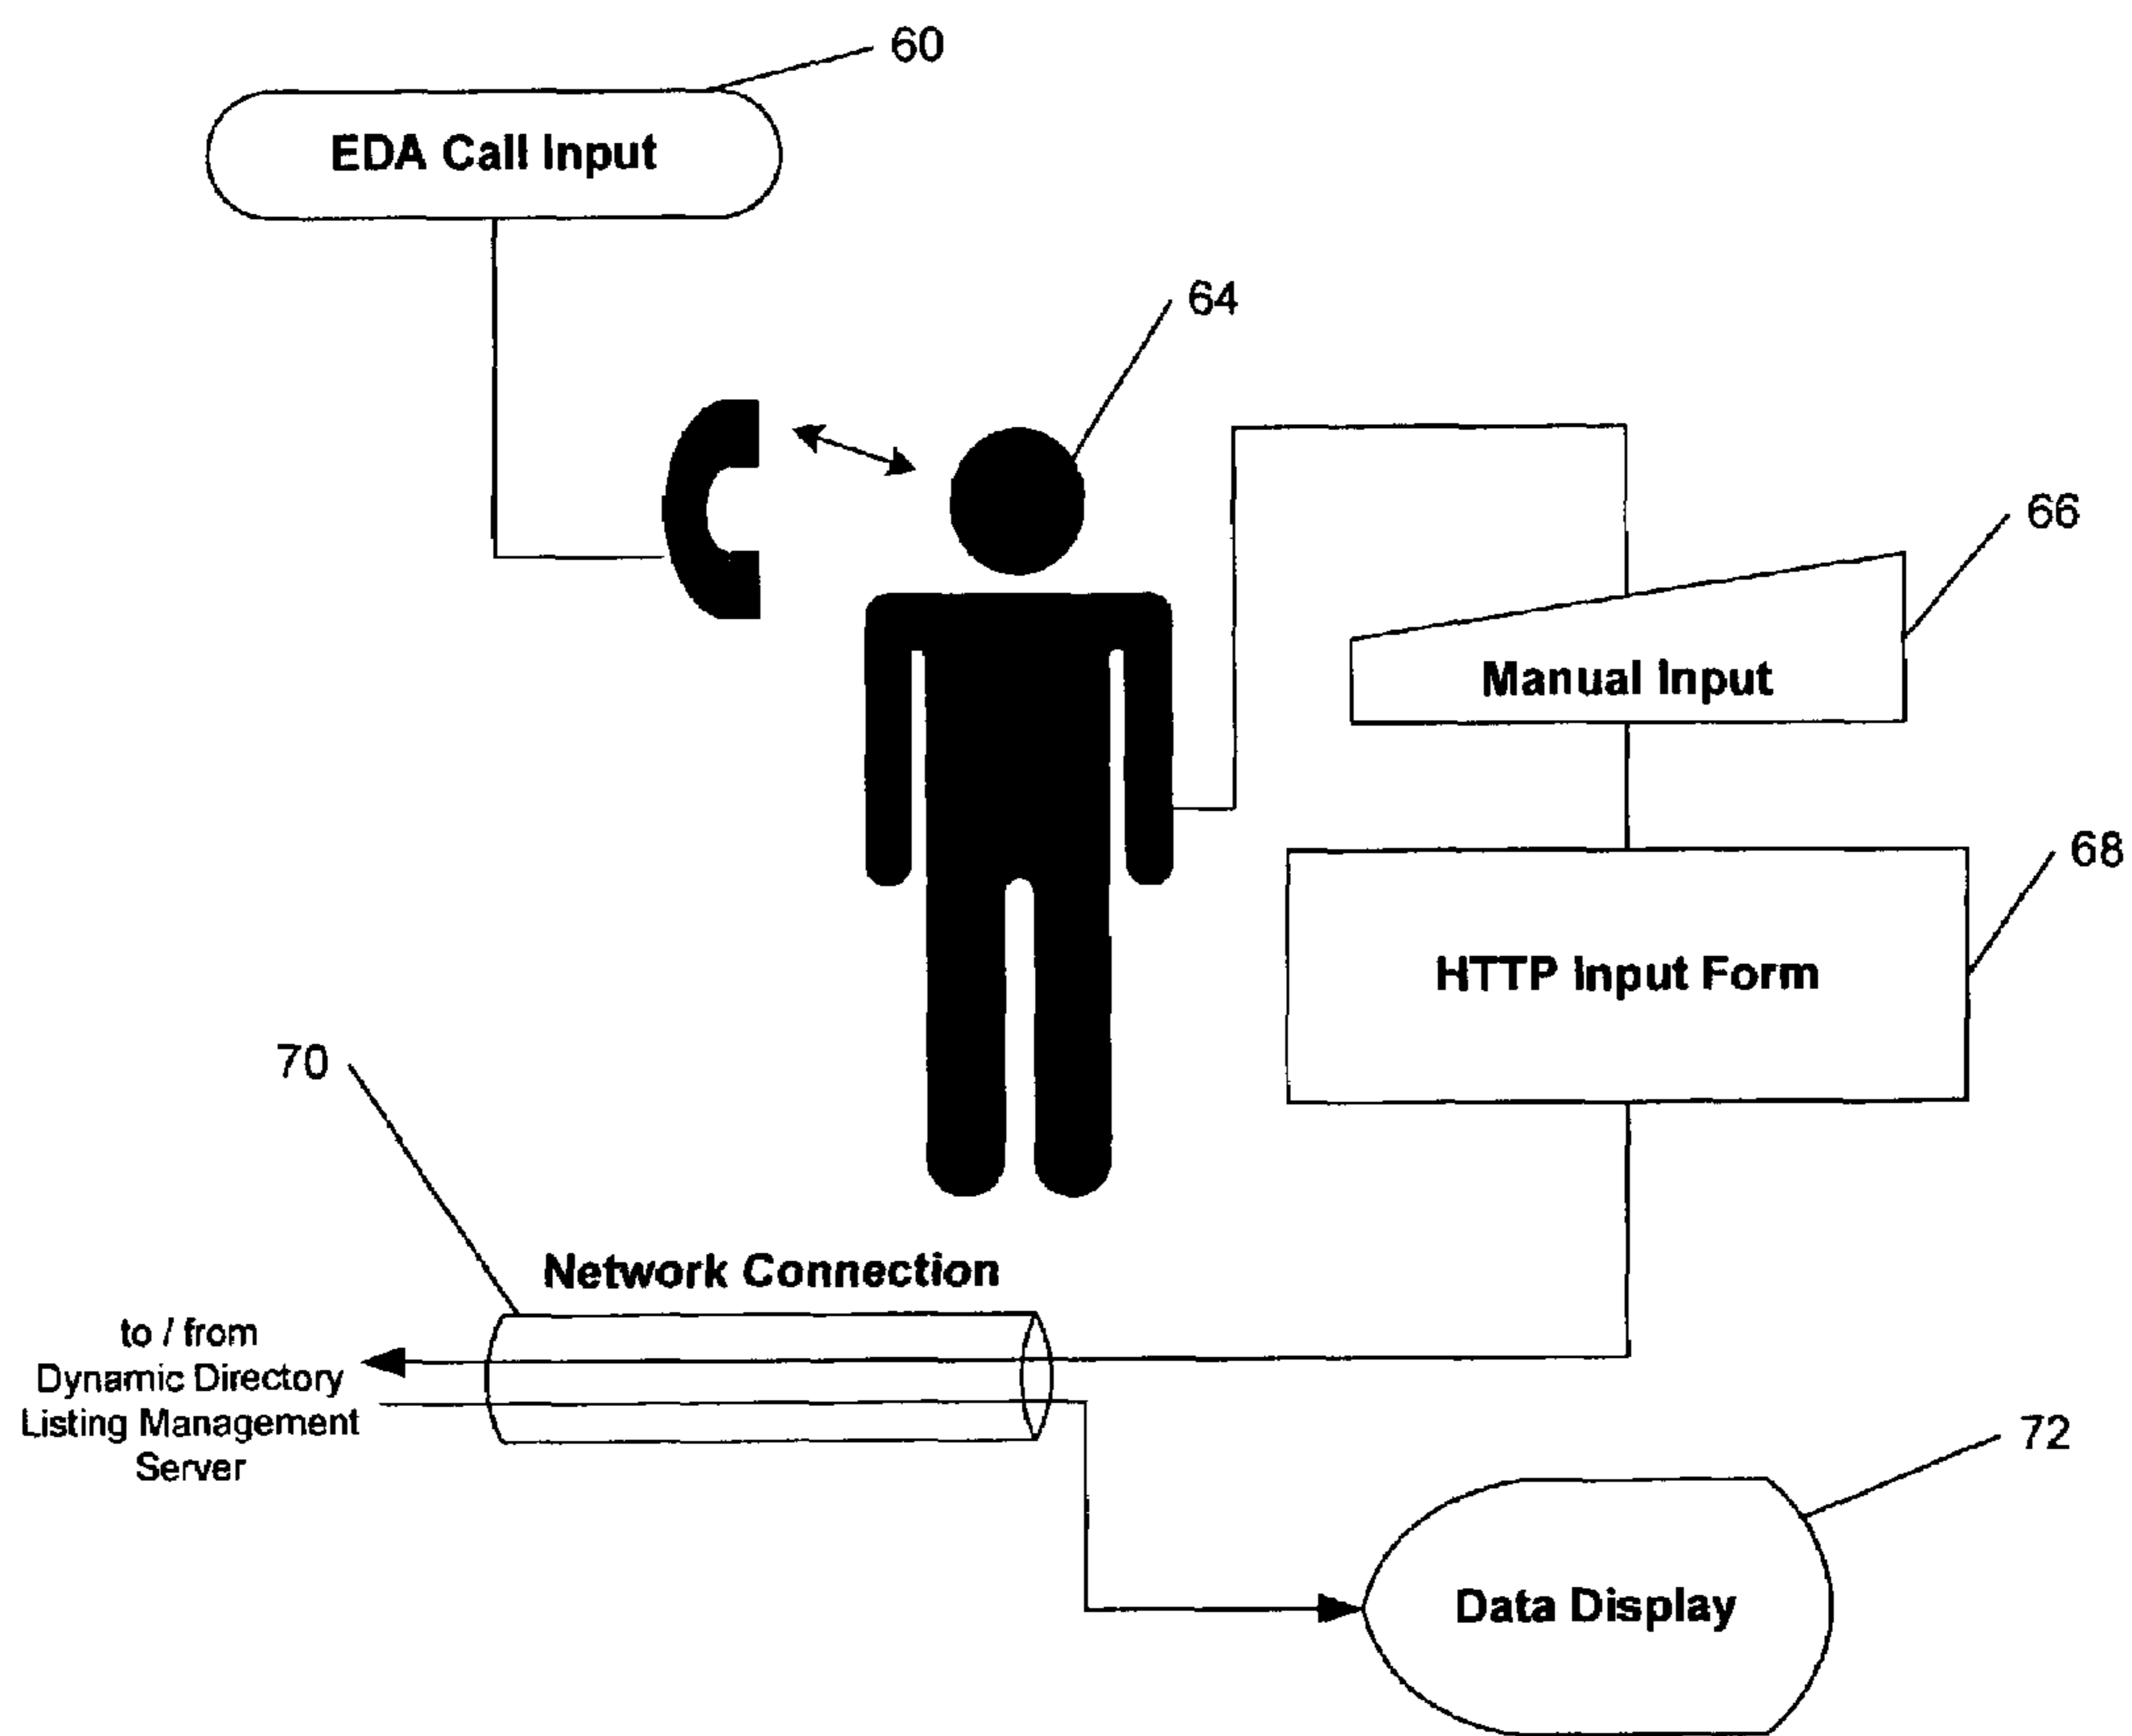 60
EDA Call Input
64
66
Manual Input
68
HTTP Input Form
70
Network Connection
to / from
Dynamic Directory
Listing Management
Server
72
Data Display